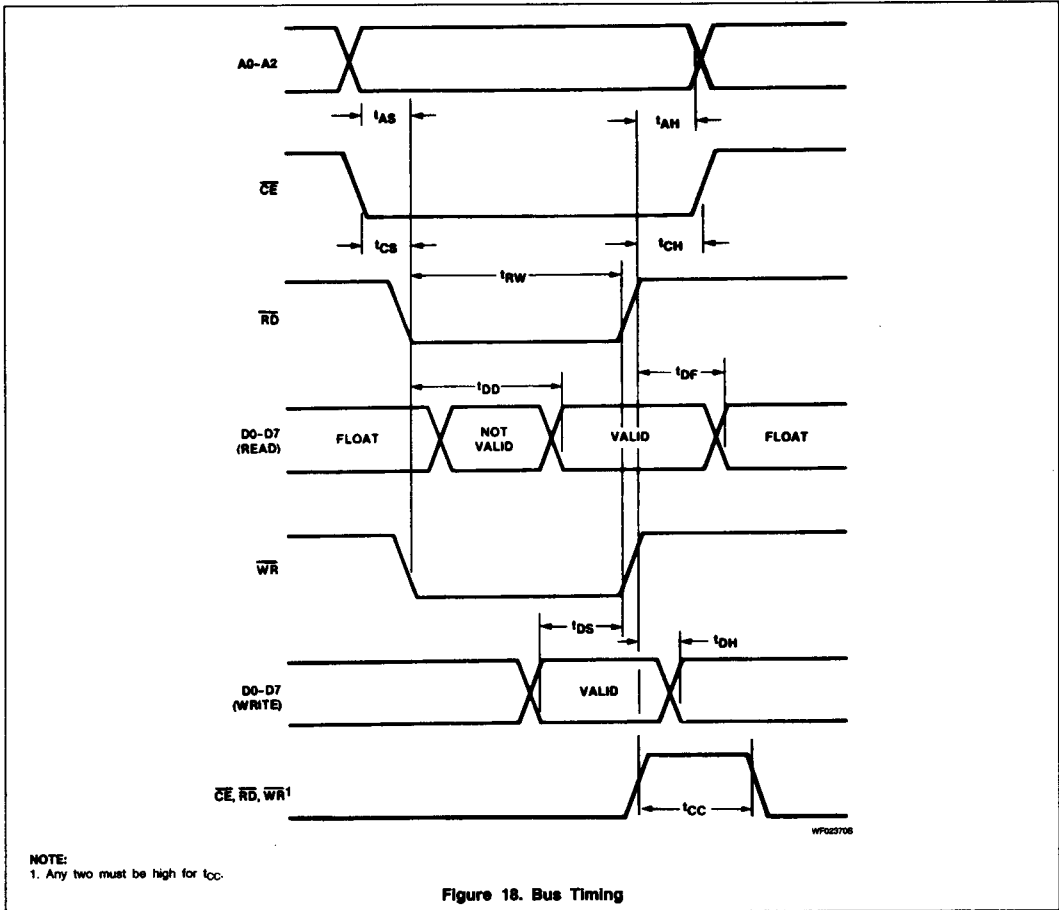 A0-A2
tAS
tAH
CE
tCS
tCH
tRW
RD
tDD
tDF
D0-D7
(READ)
FLOAT
NOT
VALID
VALID
FLOAT
WR
tDS
tDH
D0-D7
(WRITE)
VALID
CE, RD, WR1
tCC
WF02370S
NOTE:
1. Any two must be high for tCC.
Figure 18. Bus Timing